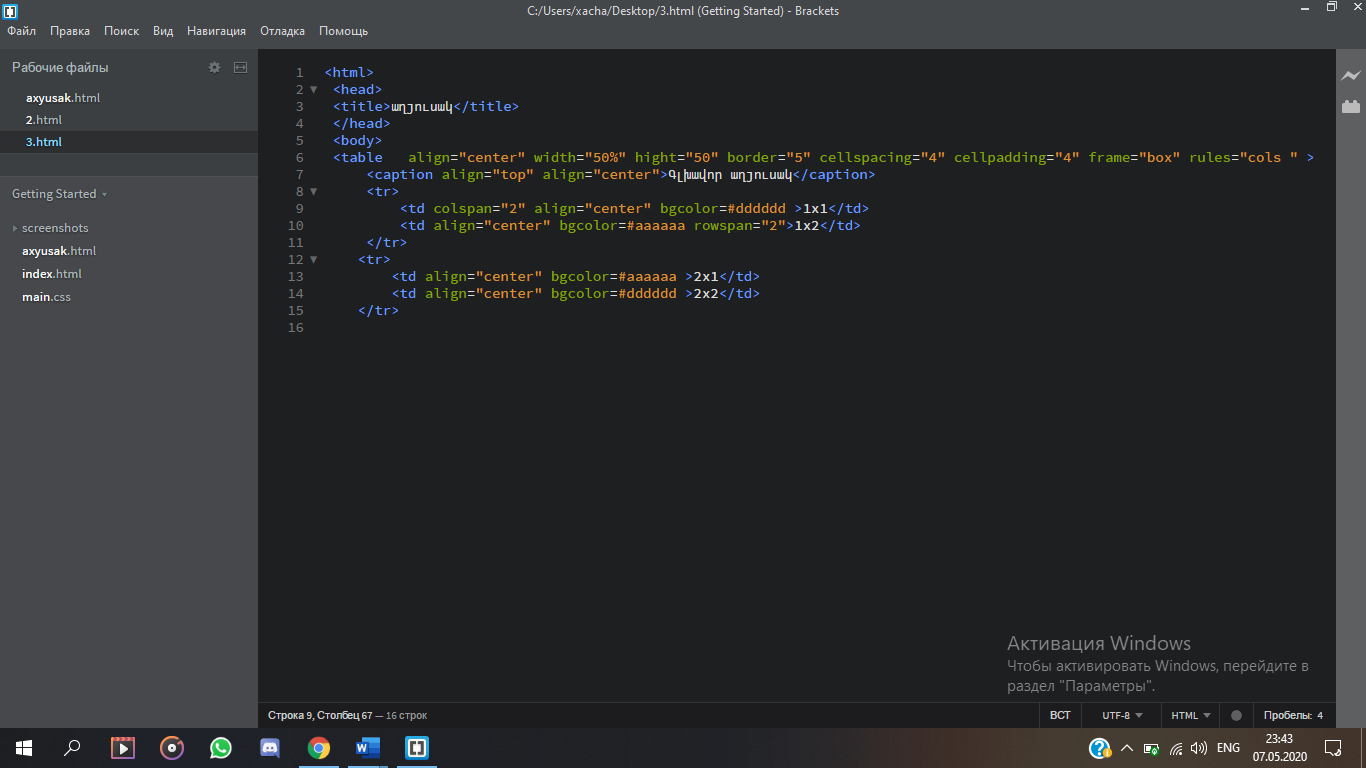 C:/Users/xacha/Desktop/3.html (Getting Started) - Brackets
Файл Правка Поиск Вид Навигация Отладка Помощь
Рабочие файлы
axyusak.html
2.html
3.html
Getting Started
screenshots
axyusak.html
index.html
main.css
1 <html>
2 <head>
3 <title>աղյուսակ</title>
4 </head>
5 <body>
6 <table   align="center" width="50%" hight="50" border="5" cellspacing="4" cellpadding="4" frame="box" rules="cols " >
7 <caption align="top" align="center">Գլխավոր աղյուսակ</caption>
8 <tr>
9 <td colspan="2" align="center" bgcolor=#dddddd >1x1</td>
10 <td align="center" bgcolor=#aaaaaa rowspan="2">1x2</td>
11 </tr>
12 <tr>
13 <td align="center" bgcolor=#aaaaaa >2x1</td>
14 <td align="center" bgcolor=#dddddd >2x2</td>
15 </tr>
16
Активация Windows
Чтобы активировать Windows, перейдите в
раздел "Параметры".
Строка 9, Столбец 67 — 16 строк ВСТ UTF-8 HTML Пробелы: 4
ENG 23:43
07.05.2020